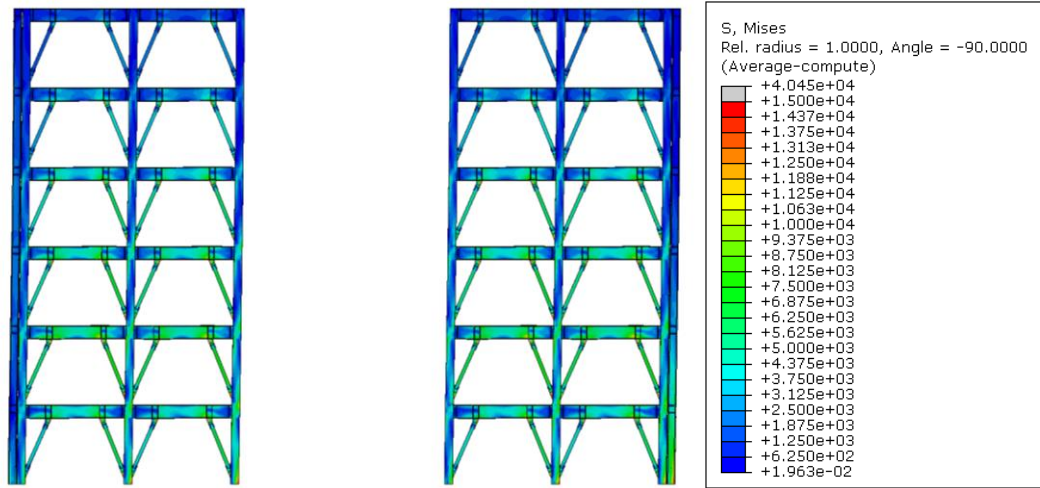 S, Mises
Rel. radius = 1.0000, Angle = -90.0000
(Average-compute)
+4.045e+04
+1.500e+04
+1.437e+04
+1.375e+04
+1.313e+04
+1.250e+04
+1.188e+04
+1.125e+04
+1.063e+04
+1.000e+04
+9.375e+03
+8.750e+03
+8.125e+03
+7.500e+03
+6.875e+03
+6.250e+03
+5.625e+03
+5.000e+03
+4.375e+03
+3.750e+03
+3.125e+03
+2.500e+03
+1.875e+03
+1.250e+03
+6.250e+02
+1.963e-02